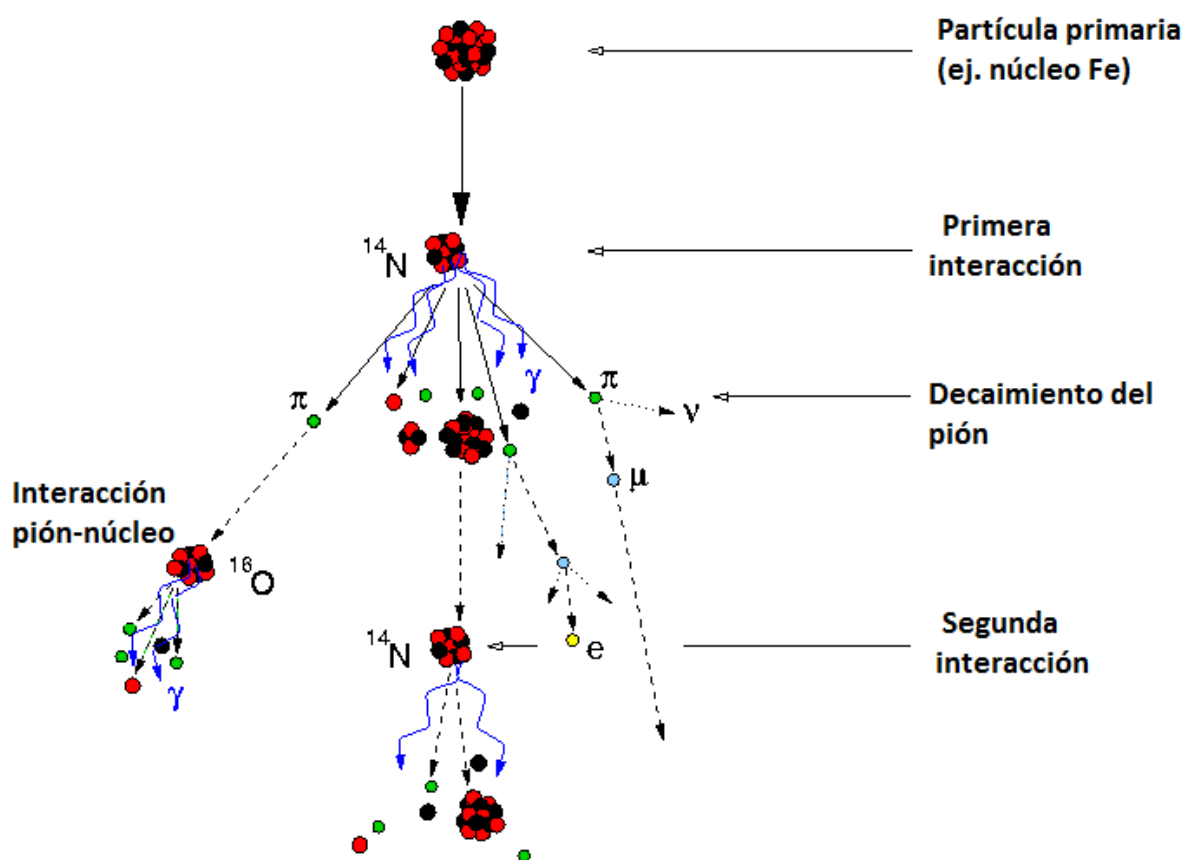 Partícula primaria
(ej. núcleo Fe)
14N
Primera
interacción
γ
π
π
ν
Decaimiento del
pión
μ
Interacción
pión-núcleo
16O
γ
14N
e
Segunda
interacción